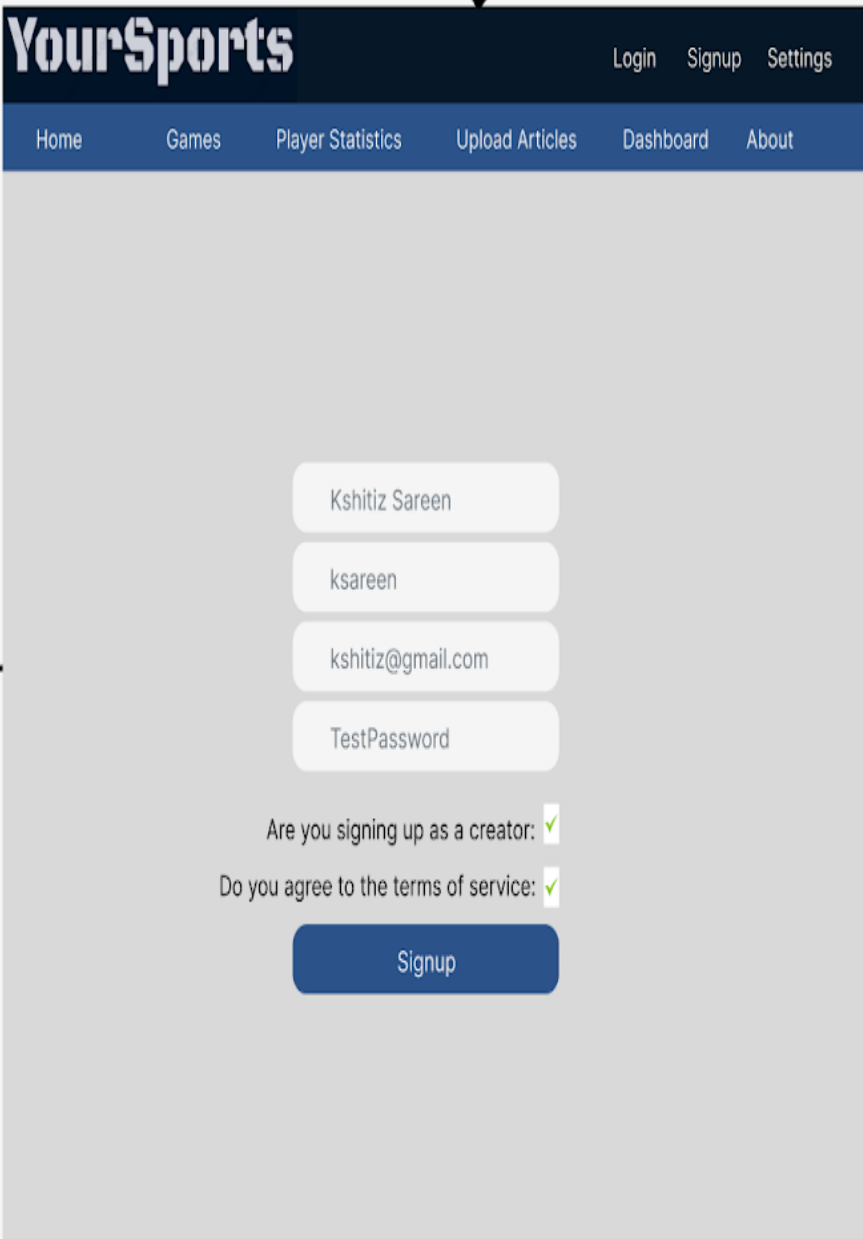 YourSports
Login Signup Settings
Home Games Player Statistics Upload Articles Dashboard About
Kshitiz Sareen
ksareen
kshitiz@gmail.com
TestPassword
Are you signing up as a creator:
Do you agree to the terms of service:
Signup